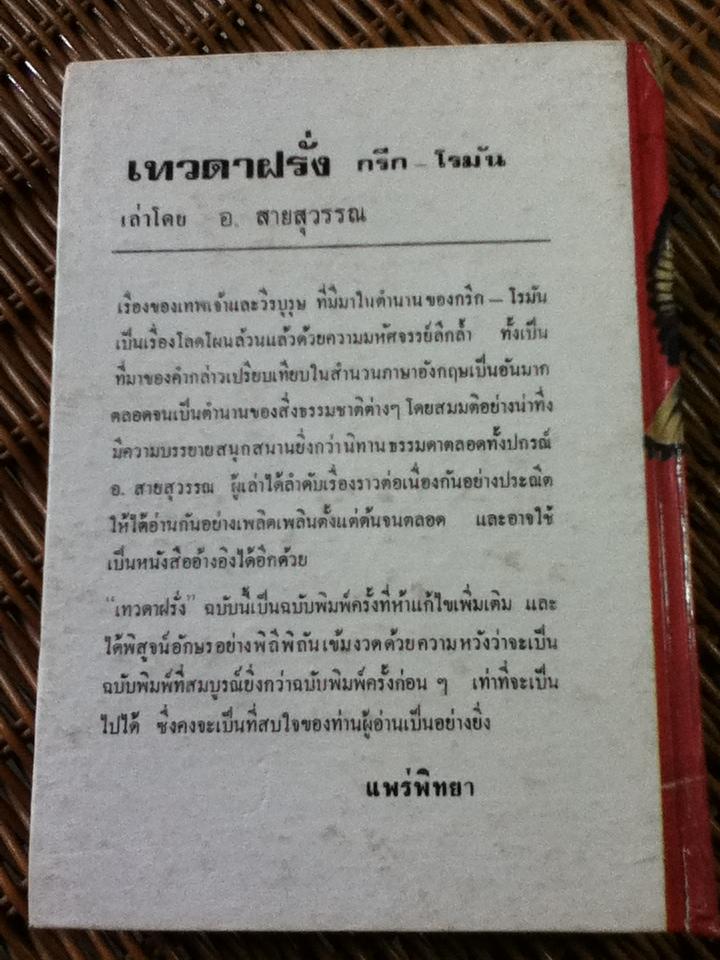 เทวดาฝรั่ง กรีก – โรมัน
เล่าโดย อ. สายสุวรรณ
เรื่องของเทพเจ้าและวีรบุรุษ ที่มีมาในตำนานของกรีก – โรมัน
เป็นเรื่องโลดโผนล้วนแล้วด้วยความมหัศจรรย์ลึกล้ำ ทั้งเป็น
ที่มาของคำกล่าวเปรียบเทียบในสำนวนภาษาอังกฤษเป็นอันมาก
ตลอดจนเป็นตำนานของสิ่งธรรมชาติต่างๆ โดยสมมติอย่างน่าทึ่ง
มีความบรรยายสนุกสนานยิ่งกว่านิทานธรรมดาตลอดทั้งปกรณ์
อ. สายสุวรรณ ผู้เล่าได้ลำดับเรื่องราวต่อเนื่องกันอย่างประณีต
ให้ได้อ่านกันอย่างเพลิดเพลินตั้งแต่ต้นจนตลอด และอาจใช้
เป็นหนังสืออ้างอิงได้อีกด้วย
"เทวดาฝรั่ง" ฉบับนี้เป็นฉบับพิมพ์ครั้งที่ห้าแก้ไขเพิ่มเติม และ
ได้พิสูจน์อักษรอย่างพิถีพิถันเข้มงวดด้วยความหวังว่าจะเป็น
ฉบับพิมพ์ที่สมบูรณ์ยิ่งกว่าฉบับพิมพ์ครั้งก่อน ๆ เท่าที่จะเป็น
ไปได้ ซึ่งคงจะเป็นที่สบใจของท่านผู้อ่านเป็นอย่างยิ่ง
แพร่พิทยา